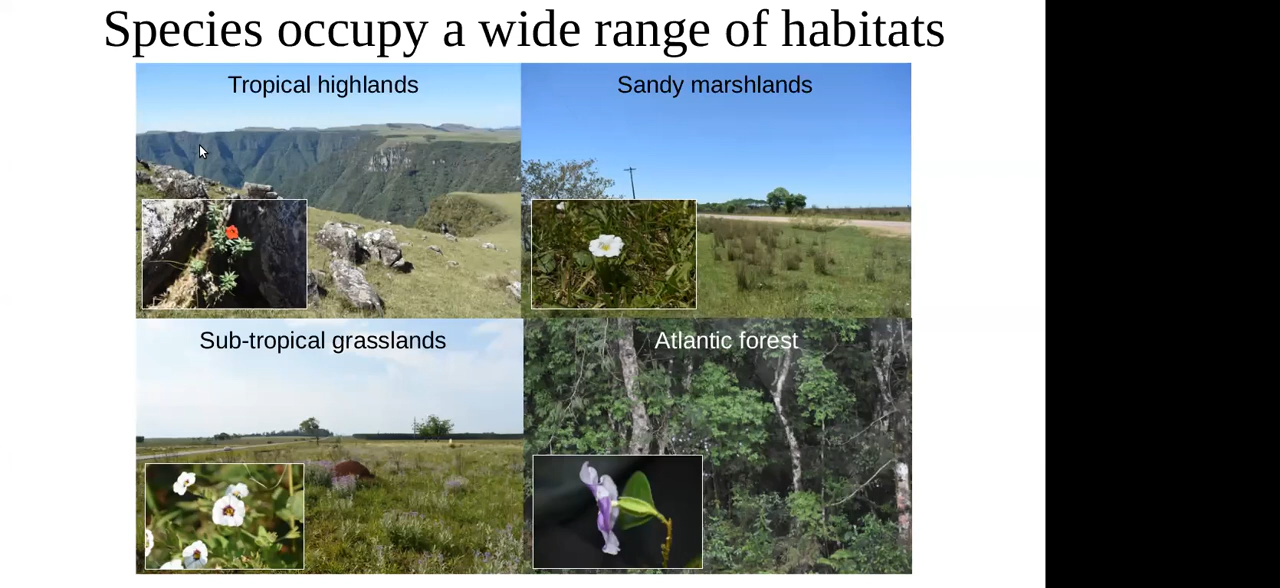 Species occupy a wide range of habitats
Tropical highlands
Sandy marshlands
Sub-tropical grasslands
Atlantic forest